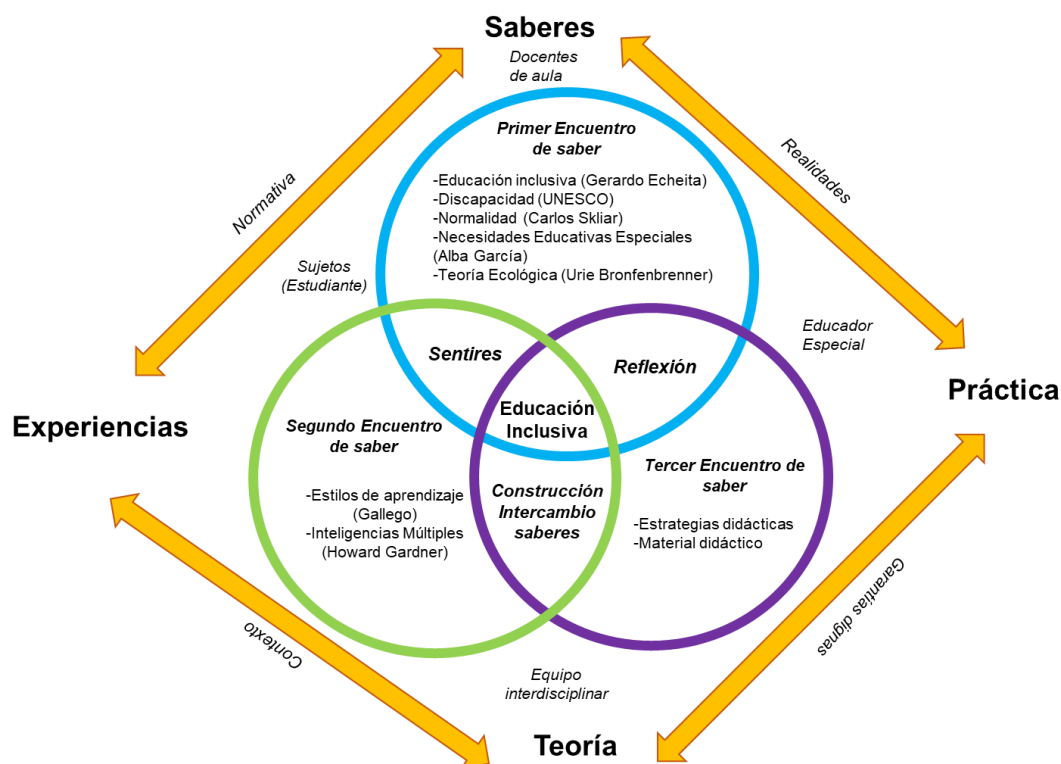 Saberes
Docentes
de aula
Normativa
Realidades
Primer Encuentro
de saber
-Educación inclusiva (Gerardo Echeita)
-Discapacidad (UNESCO)
-Normalidad (Carlos Skliar)
-Necesidades Educativas Especiales
(Alba García)
-Teoría Ecológica (Urie Bronfenbrenner)
Sujetos
(Estudiante)
Educador
Especial
Sentires
Reflexión
Experiencias
Práctica
Educación
Inclusiva
Segundo Encuentro
de saber
-Estilos de aprendizaje
(Gallego)
-Inteligencias Múltiples
(Howard Gardner)
Construcción
Intercambio
saberes
Tercer Encuentro de
saber
-Estrategias didácticas
-Material didáctico
Contexto
Garantías dignas
Equipo
interdisciplinar
Teoría